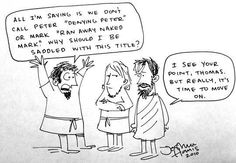 ALL I'M SAYING IS WE DON'T
CALL PETER "DENYING PETER"
OR MARK "RAN AWAY NAKED
MARK." WHY SHOULD I BE
SADDLED WITH THIS TITLE?
I SEE YOUR
POINT, THOMAS.
BUT REALLY, IT'S
TIME TO MOVE
ON.
2010